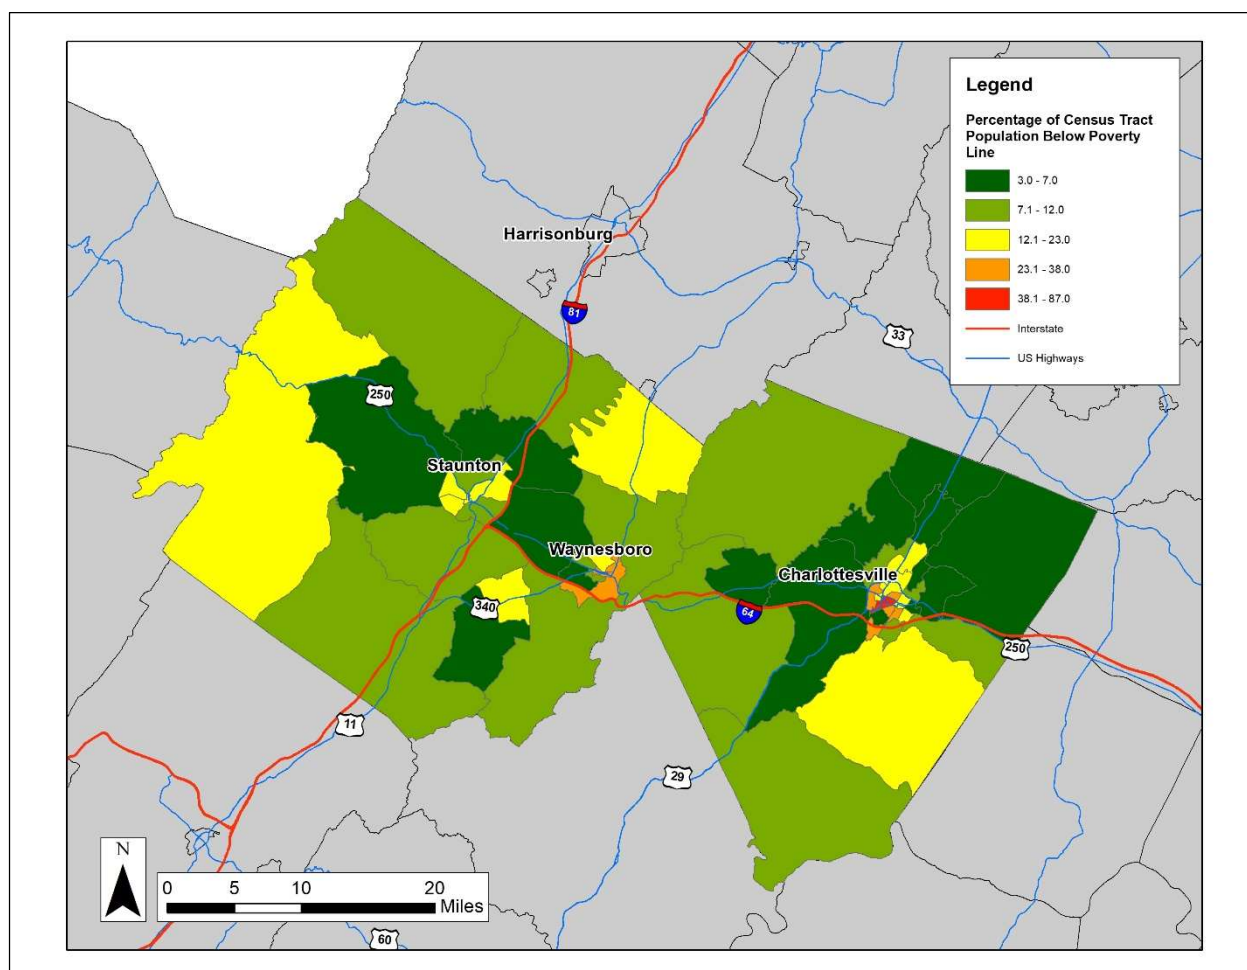 Legend
Percentage of Census Tract
Population Below Poverty
Line
3.0 - 7.0
7.1 - 12.0
12.1 - 23.0
23.1 - 38.0
38.1 - 87.0
Interstate
US Highways
Harrisonburg
81
33
250
Staunton
Waynesboro
Charlottesville
340
64
250
11
29
N
0 5 10 20
Miles
60